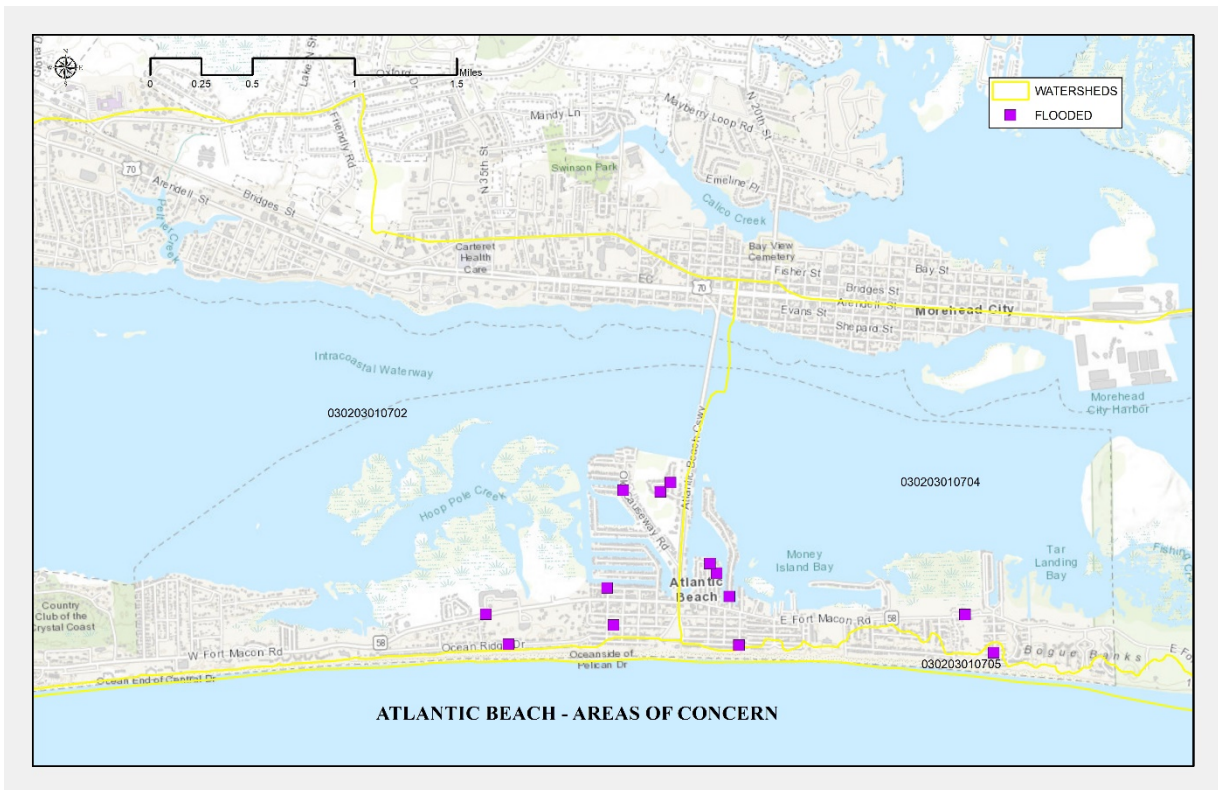 Gloria D
Lake N St
Oxford
Dr
Miles
0 0.25 0.5 1 1.5
WATERSHEDS
FLOODED
N 20th St
Mayberry Loop Rd
Mandy Ln
Friendly Rd
N 35th St
Swinson Park
70
Arendell St
Bridges St
Emeline Pl
Calico Creek
Carteret
Health
Care
Bay View
Cemetery
Fisher St
Bay St
EC
70
Bridges St
Arendell St
Evans St
Morehead City
Shepard St
Intracoastal Waterway
Morehead
City Harbor
030203010702
Atlantic Beach Cswy
030203010704
Hoop Pole Creek
Causeway Rd
Money
Island Bay
Tar
Landing
Bay
Fishing Cre
Atlantic
Beach
Country
Club of the
Crystal Coast
E Fort Macon Rd
58
58
W Fort Macon Rd
Ocean Ridge Dr
Oceanside of
Pelican Dr
030203010705
Bogue Banks
E Fo
Ocean End of Central Dr
ATLANTIC BEACH - AREAS OF CONCERN